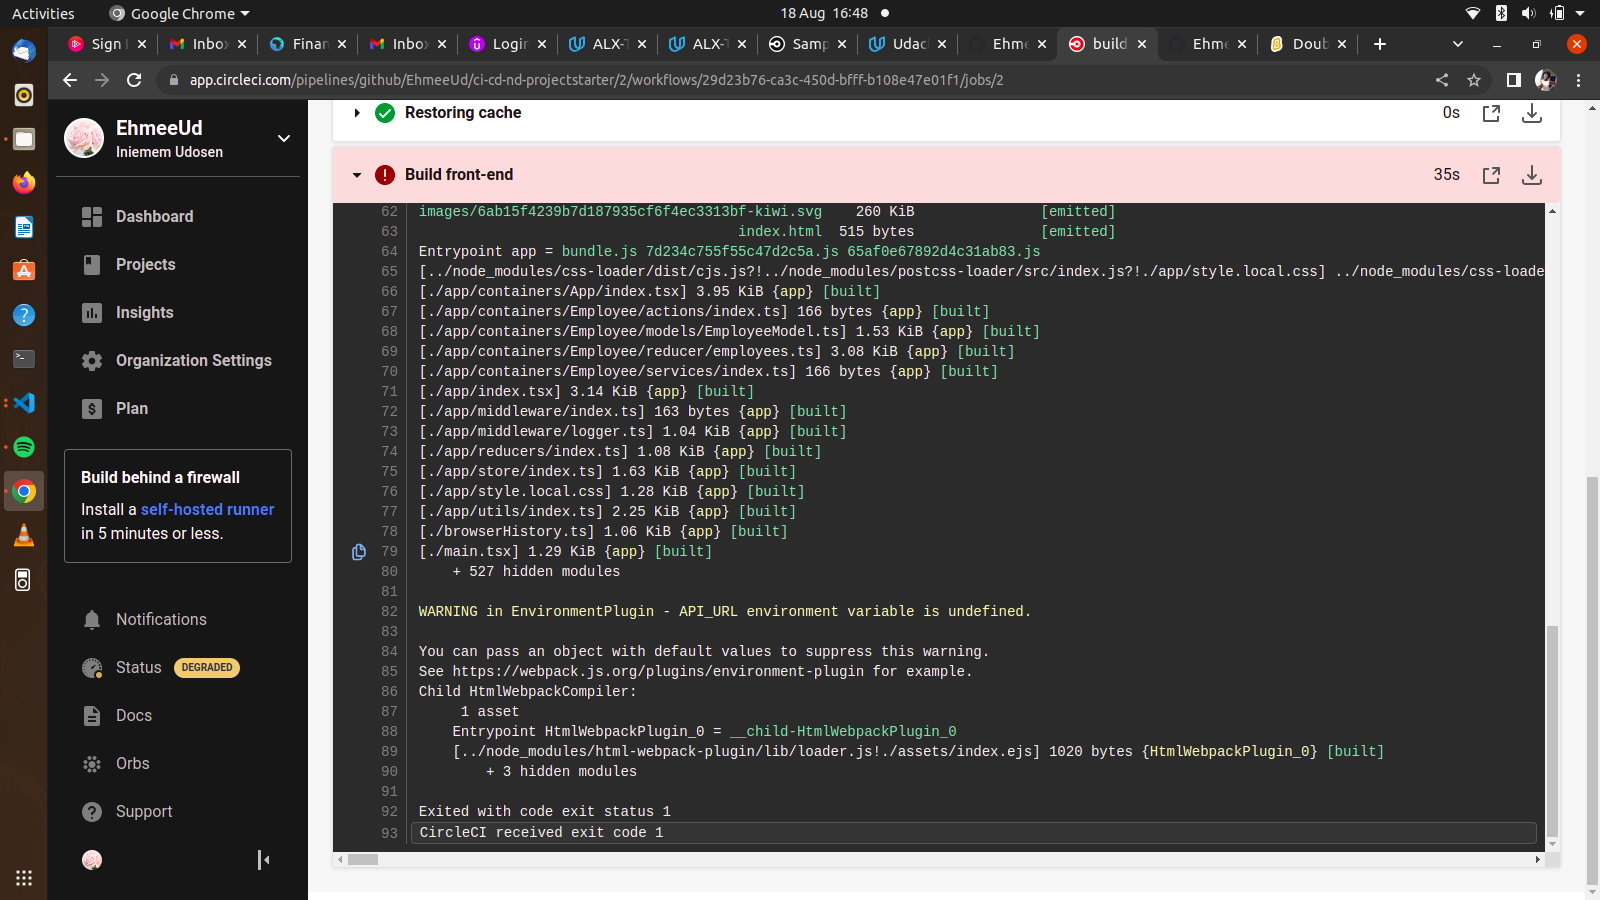 Activities
Google Chrome
18 Aug 16:48
Sign
Inbo
Finan
Inbo
Login
ALX-T
ALX-T
Samp
Udac
Ehme
build
Ehme
Doub
app.circleci.com/pipelines/github/EhmeeUd/ci-cd-nd-projectstarter/2/workflows/29d23b76-ca3c-450d-bfff-b108e47e01f1/jobs/2
EhmeeUd
Iniemem Udosen
Dashboard
Projects
Insights
Organization Settings
Plan
Build behind a firewall
Install a self-hosted runner
in 5 minutes or less.
Notifications
Status DEGRADED
Docs
Orbs
Support
Restoring cache 0s
Build front-end 35s
62 images/6ab15f4239b7d187935cf6f4ec3313bf-kiwi.svg 260 KiB [emitted]
63 index.html 515 bytes [emitted]
64 Entrypoint app = bundle.js 7d234c755f55c47d2c5a.js 65af0e67892d4c31ab83.js
65 [../node_modules/css-loader/dist/cjs.js?!../node_modules/postcss-loader/src/index.js?!./app/style.local.css] ../node_modules/css-loade
66 [./app/containers/App/index.tsx] 3.95 KiB {app} [built]
67 [./app/containers/Employee/actions/index.ts] 166 bytes {app} [built]
68 [./app/containers/Employee/models/EmployeeModel.ts] 1.53 KiB {app} [built]
69 [./app/containers/Employee/reducer/employees.ts] 3.08 KiB {app} [built]
70 [./app/containers/Employee/services/index.ts] 166 bytes {app} [built]
71 [./app/index.tsx] 3.14 KiB {app} [built]
72 [./app/middleware/index.ts] 163 bytes {app} [built]
73 [./app/middleware/logger.ts] 1.04 KiB {app} [built]
74 [./app/reducers/index.ts] 1.08 KiB {app} [built]
75 [./app/store/index.ts] 1.63 KiB {app} [built]
76 [./app/style.local.css] 1.28 KiB {app} [built]
77 [./app/utils/index.ts] 2.25 KiB {app} [built]
78 [./browserHistory.ts] 1.06 KiB {app} [built]
79 [./main.tsx] 1.29 KiB {app} [built]
80 + 527 hidden modules
81
82 WARNING in EnvironmentPlugin - API_URL environment variable is undefined.
83
84 You can pass an object with default values to suppress this warning.
85 See https://webpack.js.org/plugins/environment-plugin for example.
86 Child HtmlWebpackCompiler:
87 1 asset
88 Entrypoint HtmlWebpackPlugin_0 = __child-HtmlWebpackPlugin_0
89 [../node_modules/html-webpack-plugin/lib/loader.js!./assets/index.ejs] 1020 bytes {HtmlWebpackPlugin_0} [built]
90 + 3 hidden modules
91
92 Exited with code exit status 1
93 CircleCI received exit code 1